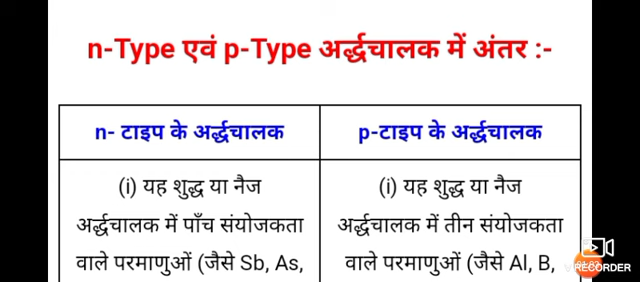 n-Type एवं p-Type अर्द्धचालक में अंतर :-
n- टाइप के अर्द्धचालक
p-टाइप के अर्द्धचालक
(i) यह शुद्ध या नैज
अर्द्धचालक में पाँच संयोजकता
वाले परमाणुओं (जैसे Sb, As,
(i) यह शुद्ध या नैज
अर्द्धचालक में तीन संयोजकता
वाले परमाणुओं (जैसे Al, B,
RECORDER